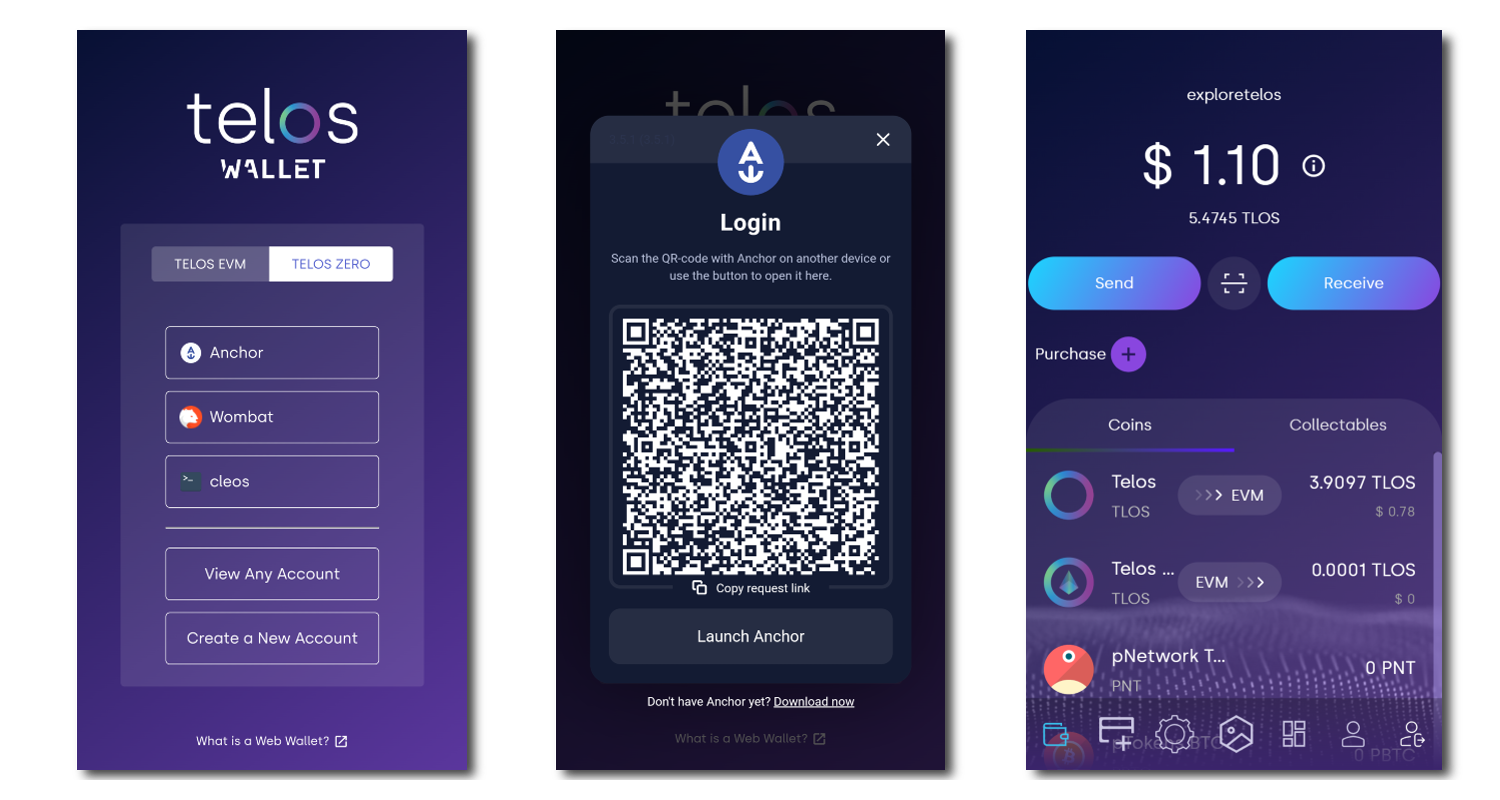 telos
WALLET
TELOS EVM
TELOS ZERO
Anchor
Wombat
cleos
View Any Account
Create a New Account
What is a Web Wallet?
telos
Login
Scan the QR-code with Anchor on another device or
use the button to open it here.
Copy request link
Launch Anchor
Don't have Anchor yet? Download now
What is a Web Wallet?
exploretelos
$ 1.10
5.4745 TLOS
Send
Receive
Purchase
Coins
Collectables
Telos
EVM
3.9097 TLOS
TLOS
$ 0.78
Telos ...
EVM
0.0001 TLOS
TLOS
$ 0
pNetwork T...
0 PNT
PNT
pTokens BTC
0 PBTC